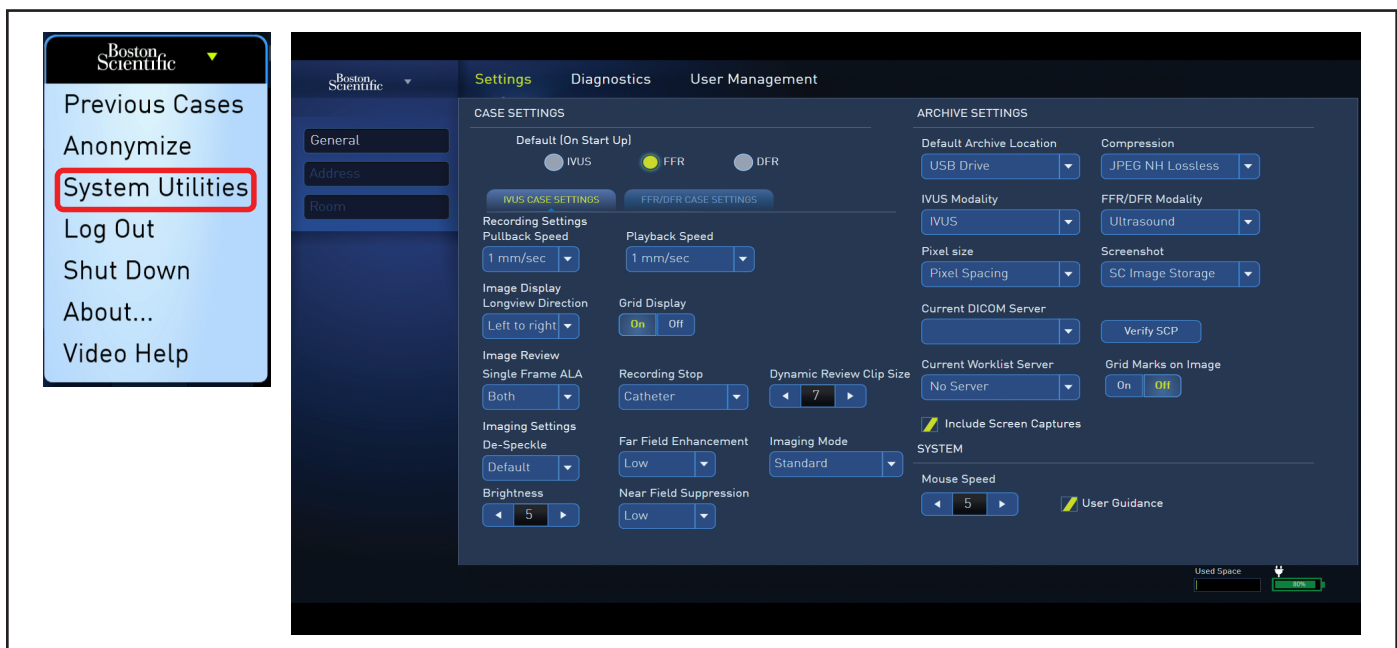 Boston
Scientific
Previous Cases
Anonymize
System Utilities
Log Out
Shut Down
About...
Video Help
Boston
Scientific
Settings Diagnostics User Management
General
Address
Room
CASE SETTINGS
Default (On Start Up)
IVUS FFR DFR
IVUS CASE SETTINGS FFR/DFR CASE SETTINGS
Recording Settings
Pullback Speed Playback Speed
1 mm/sec 1 mm/sec
Image Display
Longview Direction Grid Display
Left to right On Off
Image Review
Single Frame ALA Recording Stop Dynamic Review Clip Size
Both Catheter 7
Imaging Settings
De-Speckle Far Field Enhancement Imaging Mode
Default Low Standard
Brightness Near Field Suppression
5 Low
ARCHIVE SETTINGS
Default Archive Location Compression
USB Drive JPEG NH Lossless
IVUS Modality FFR/DFR Modality
IVUS Ultrasound
Pixel size Screenshot
Pixel Spacing SC Image Storage
Current DICOM Server
Verify SCP
Current Worklist Server Grid Marks on Image
No Server On Off
Include Screen Captures
SYSTEM
Mouse Speed
5 User Guidance
Used Space
80%